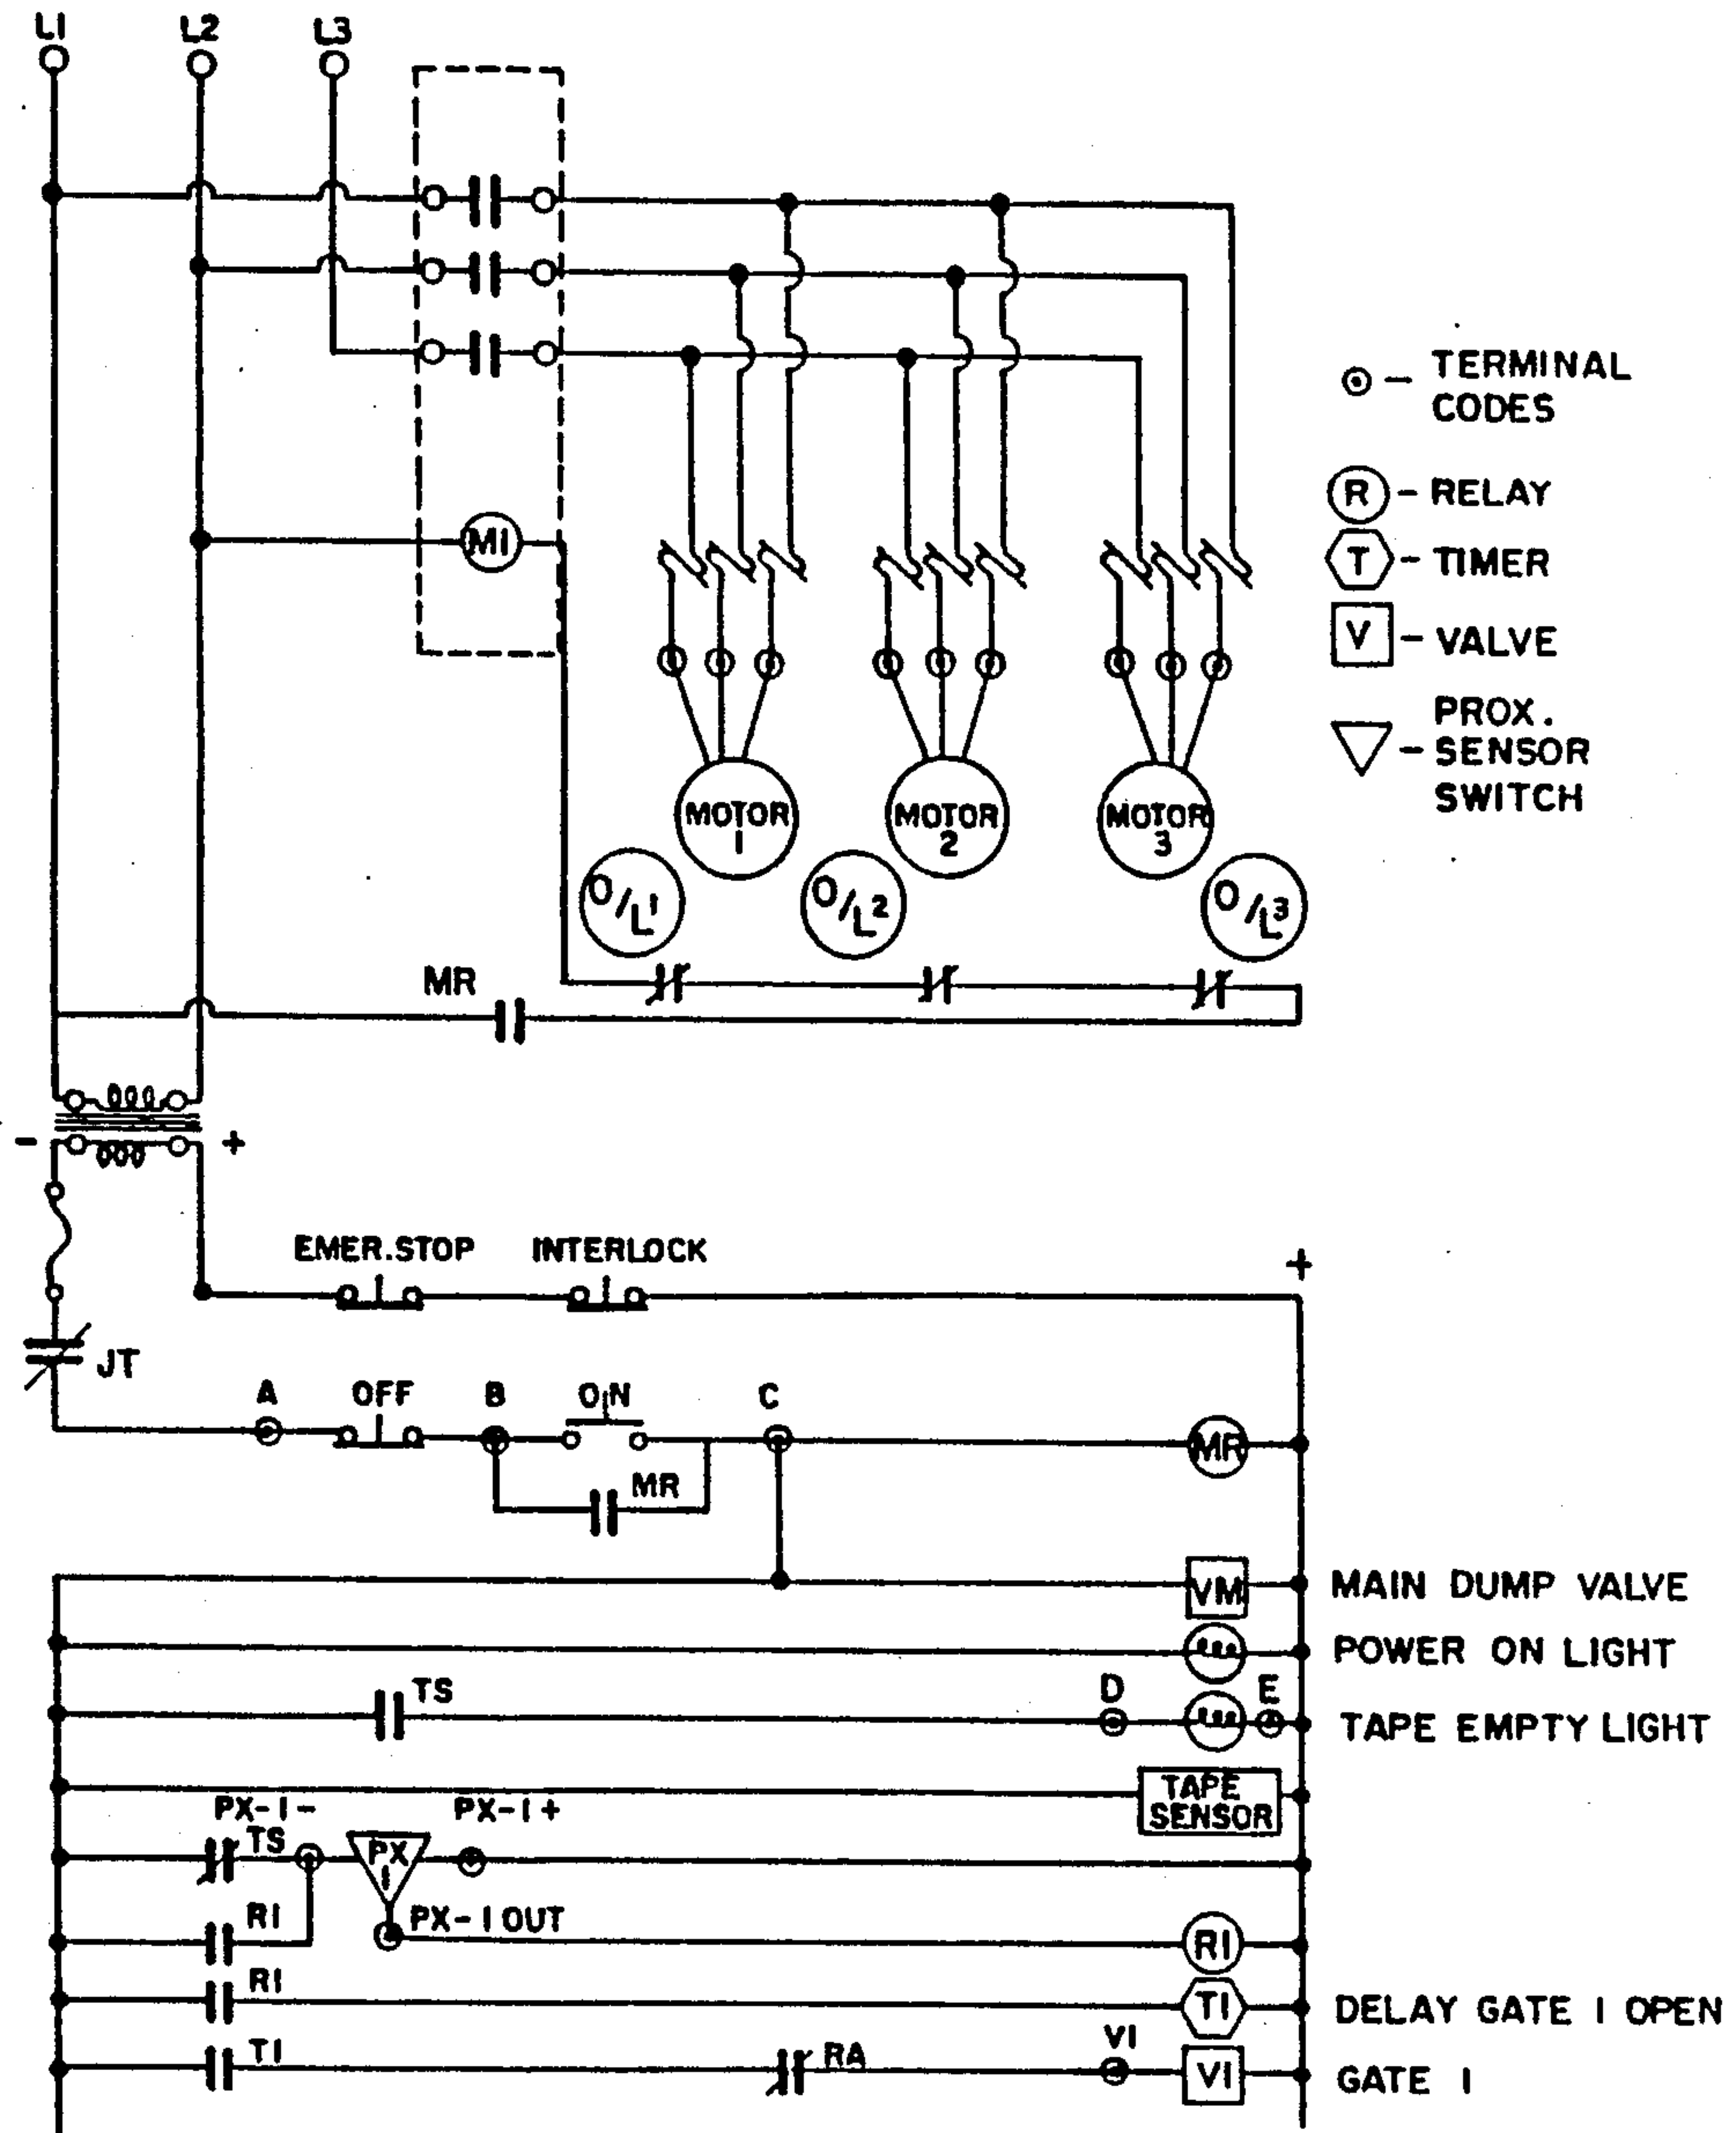 L1 L2 L3
TERMINAL
CODES
R - RELAY
M1
T - TIMER
V - VALVE
PROX.
SENSOR
SWITCH
MOTOR
1
MOTOR
2
MOTOR
3
O/L1
O/L2
O/L3
MR
- +
EMER.STOP INTERLOCK +
JT
A OFF B ON C
MR
MR
VM MAIN DUMP VALVE
POWER ON LIGHT
TS D E
TAPE EMPTY LIGHT
TAPE
SENSOR
PX-1- PX-1+
TS PX
1
R1 PX-1 OUT
R1
R1
T1 DELAY GATE 1 OPEN
T1 RA V1
V1 GATE 1